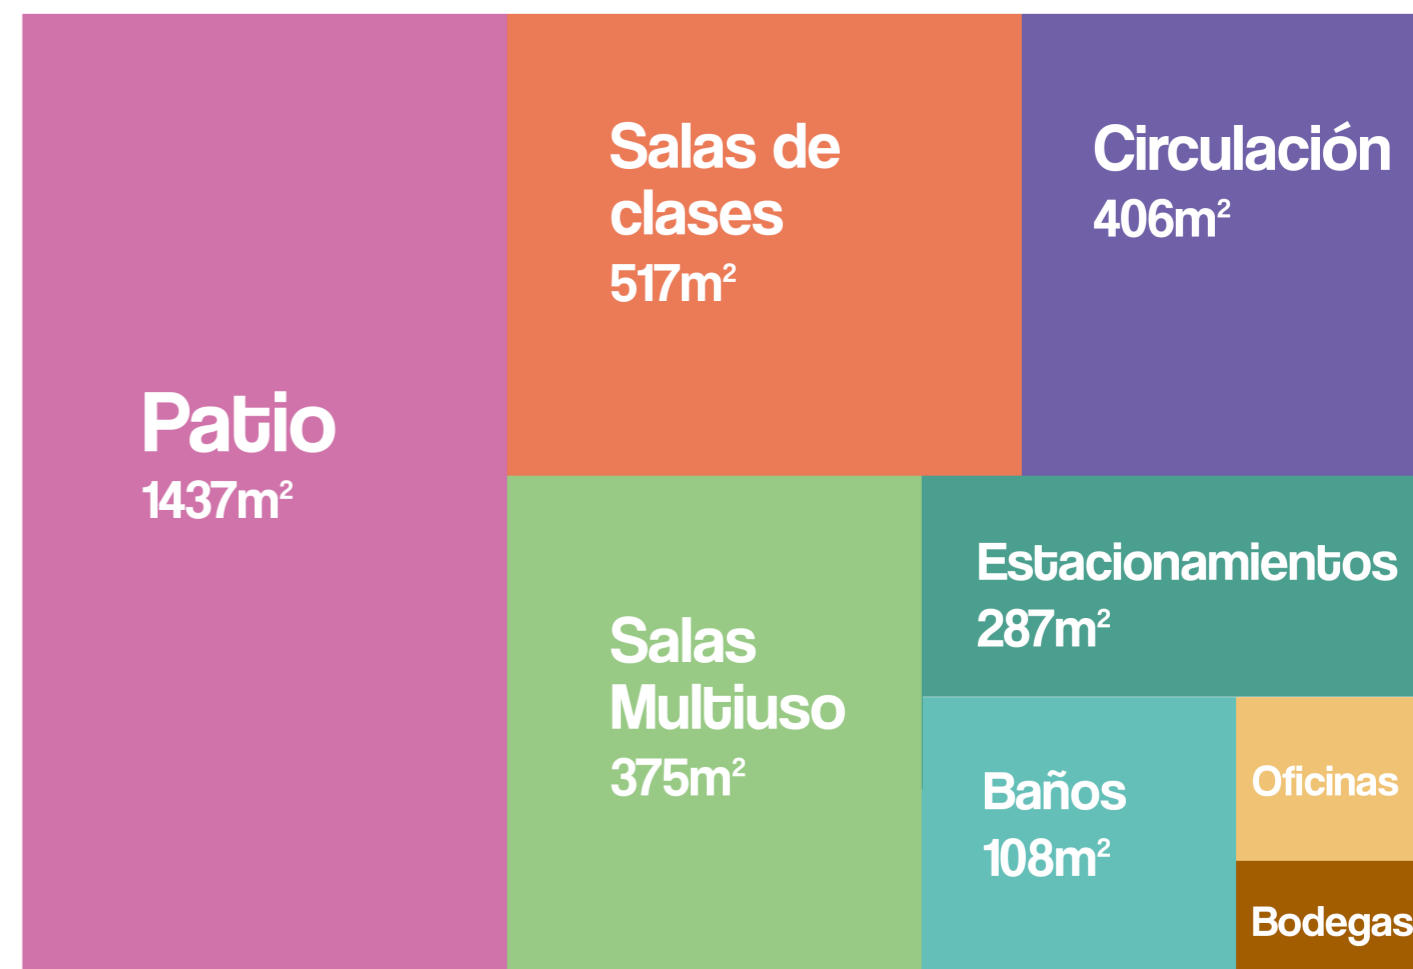 Patio
1437m²
Salas de
clases
517m²
Circulación
406m²
Salas
Multiuso
375m²
Estacionamientos
287m²
Baños
108m²
Oficinas
Bodegas